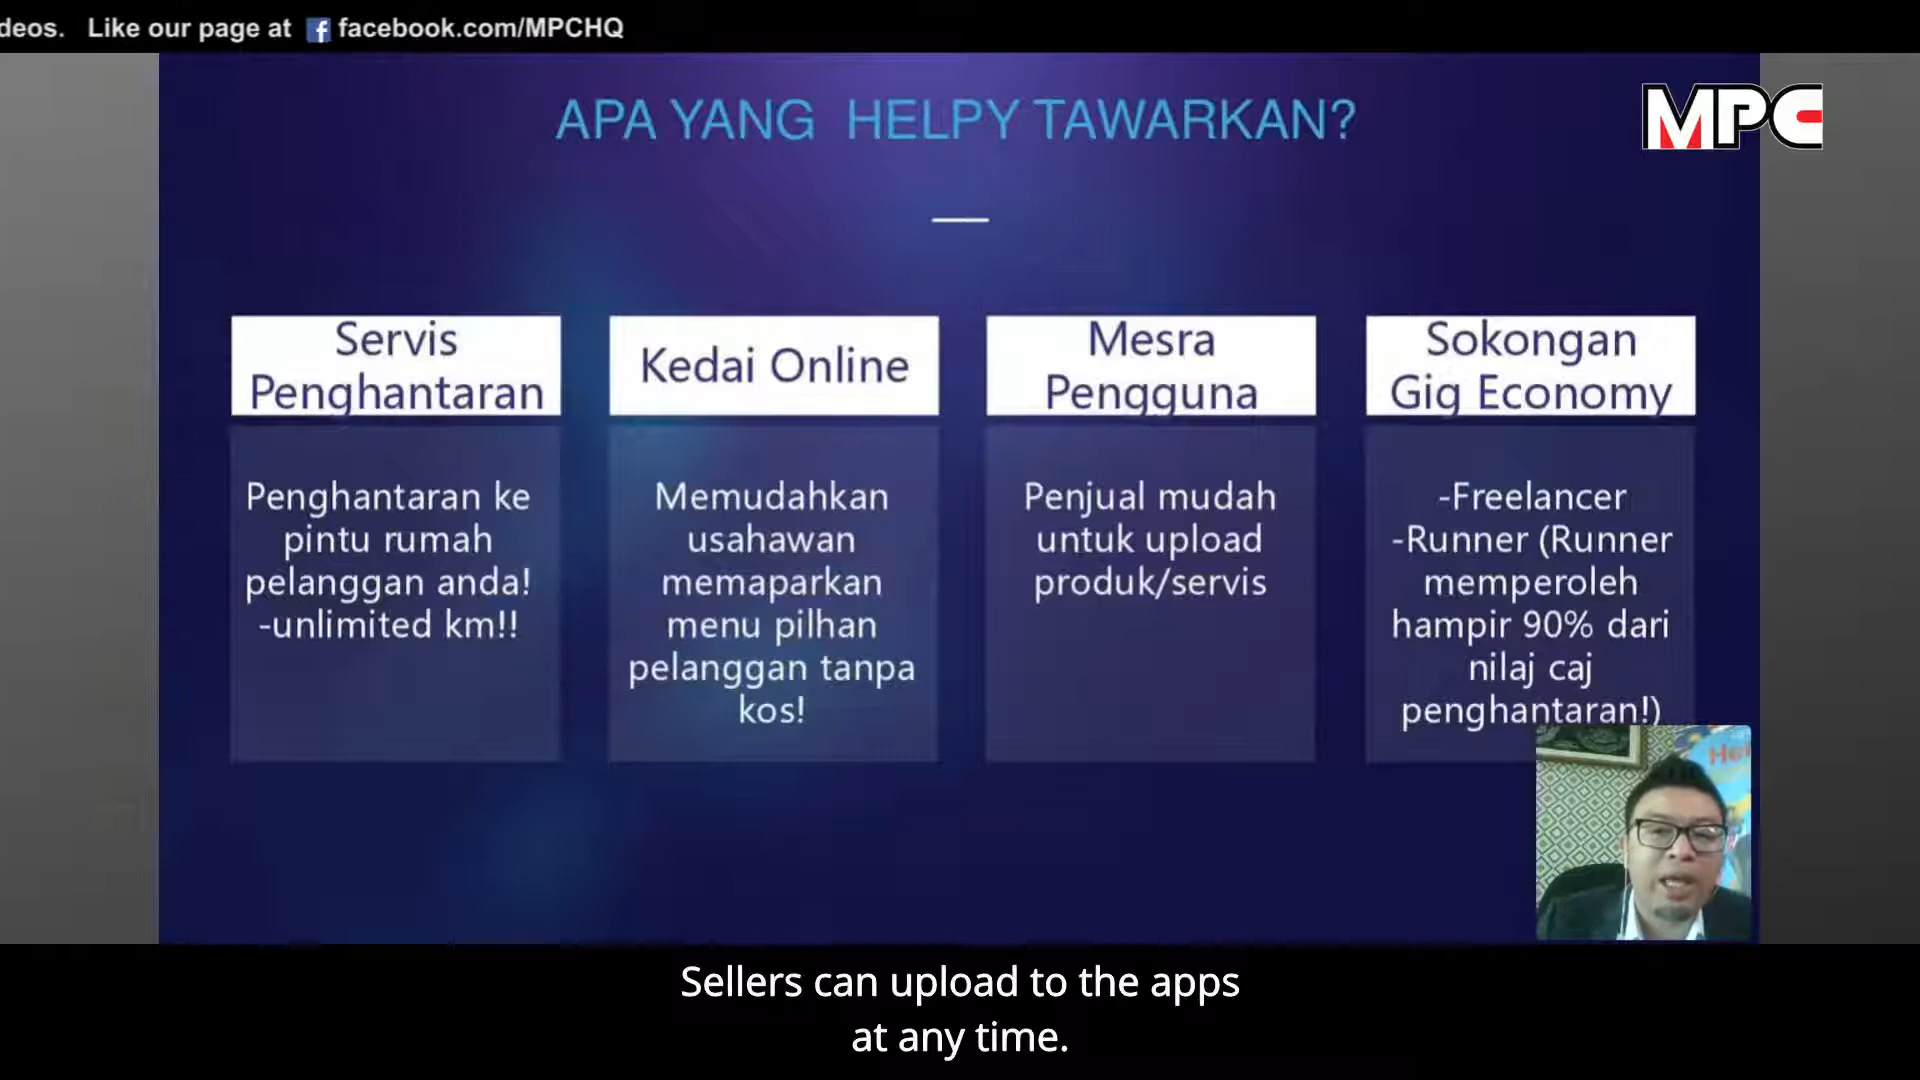 deos. Like our page at facebook.com/MPCHQ
MPC
APA YANG HELPY TAWARKAN?
Servis
Penghantaran
Penghantaran ke
pintu rumah
pelanggan anda!
-unlimited km!!
Kedai Online
Memudahkan
usahawan
memaparkan
menu pilhan
pelanggan tanpa
kos!
Mesra
Pengguna
Penjual mudah
untuk upload
produk/servis
Sokongan
Gig Economy
-Freelancer
-Runner (Runner
memperoleh
hampir 90% dari
nilaj caj
penghantaran!)
Sellers can upload to the apps
at any time.